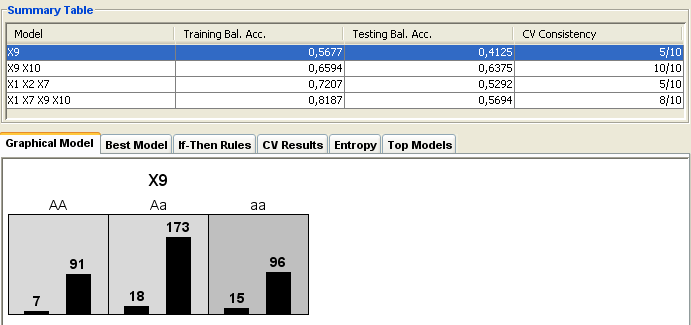 Summary Table
Model Training Bal. Acc. Testing Bal. Acc. CV Consistency
X9 0,5677 0,4125 5/10
X9 X10 0,6594 0,6375 10/10
X1 X2 X7 0,7207 0,5292 5/10
X1 X7 X9 X10 0,8187 0,5694 8/10
Graphical Model Best Model If-Then Rules CV Results Entropy Top Models
X9
AA Aa aa
7 91 18 173 15 96